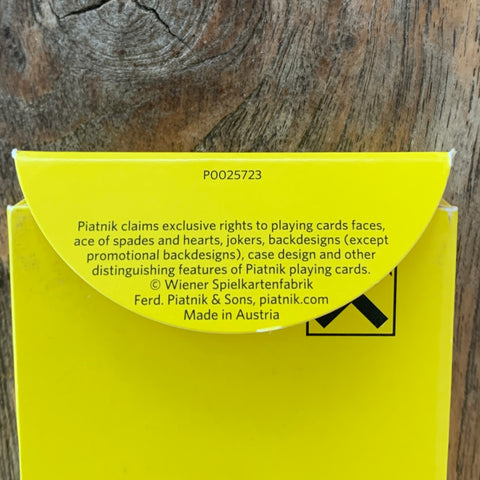 P0025723
Piatnik claims exclusive rights to playing cards faces,
ace of spades and hearts, jokers, backdesigns (except
promotional backdesigns), case design and other
distinguishing features of Piatnik playing cards.
© Wiener Spielkartenfabrik
Ferd. Piatnik & Sons, piatnik.com
Made in Austria